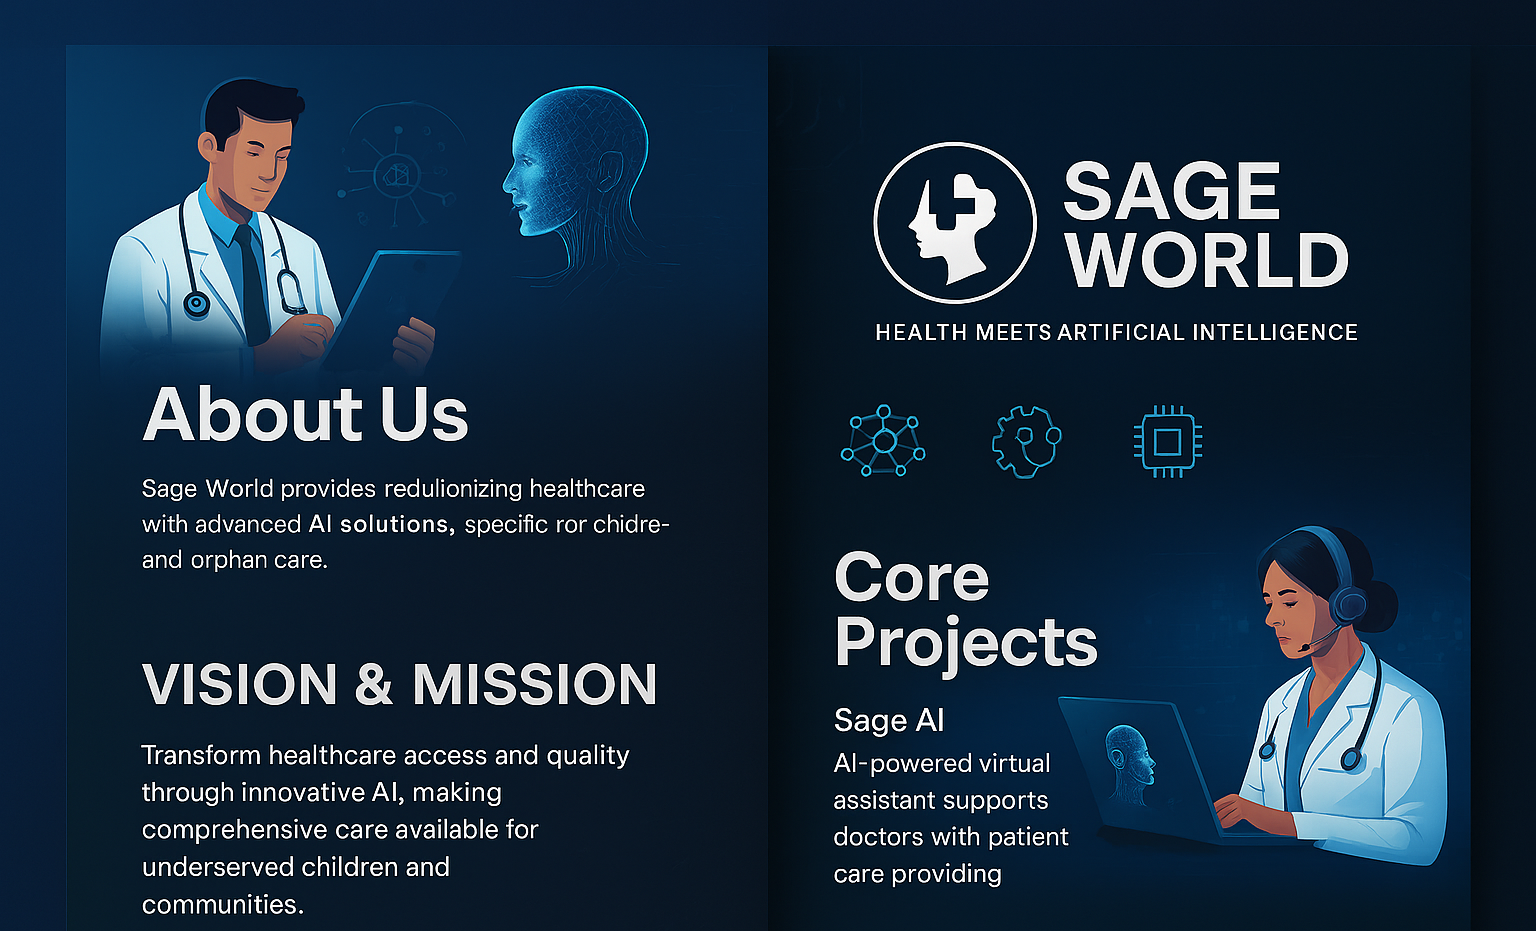 About Us
Sage World provides redulionizing healthcare
with advanced AI solutions, specific ror chidre-
and orphan care.
VISION & MISSION
Transform healthcare access and quality
through innovative AI, making
comprehensive care available for
underserved children and
communities.
SAGE
WORLD
HEALTH MEETS ARTIFICIAL INTELLIGENCE
Core
Projects
Sage AI
AI-powered virtual
assistant supports
doctors with patient
care providing